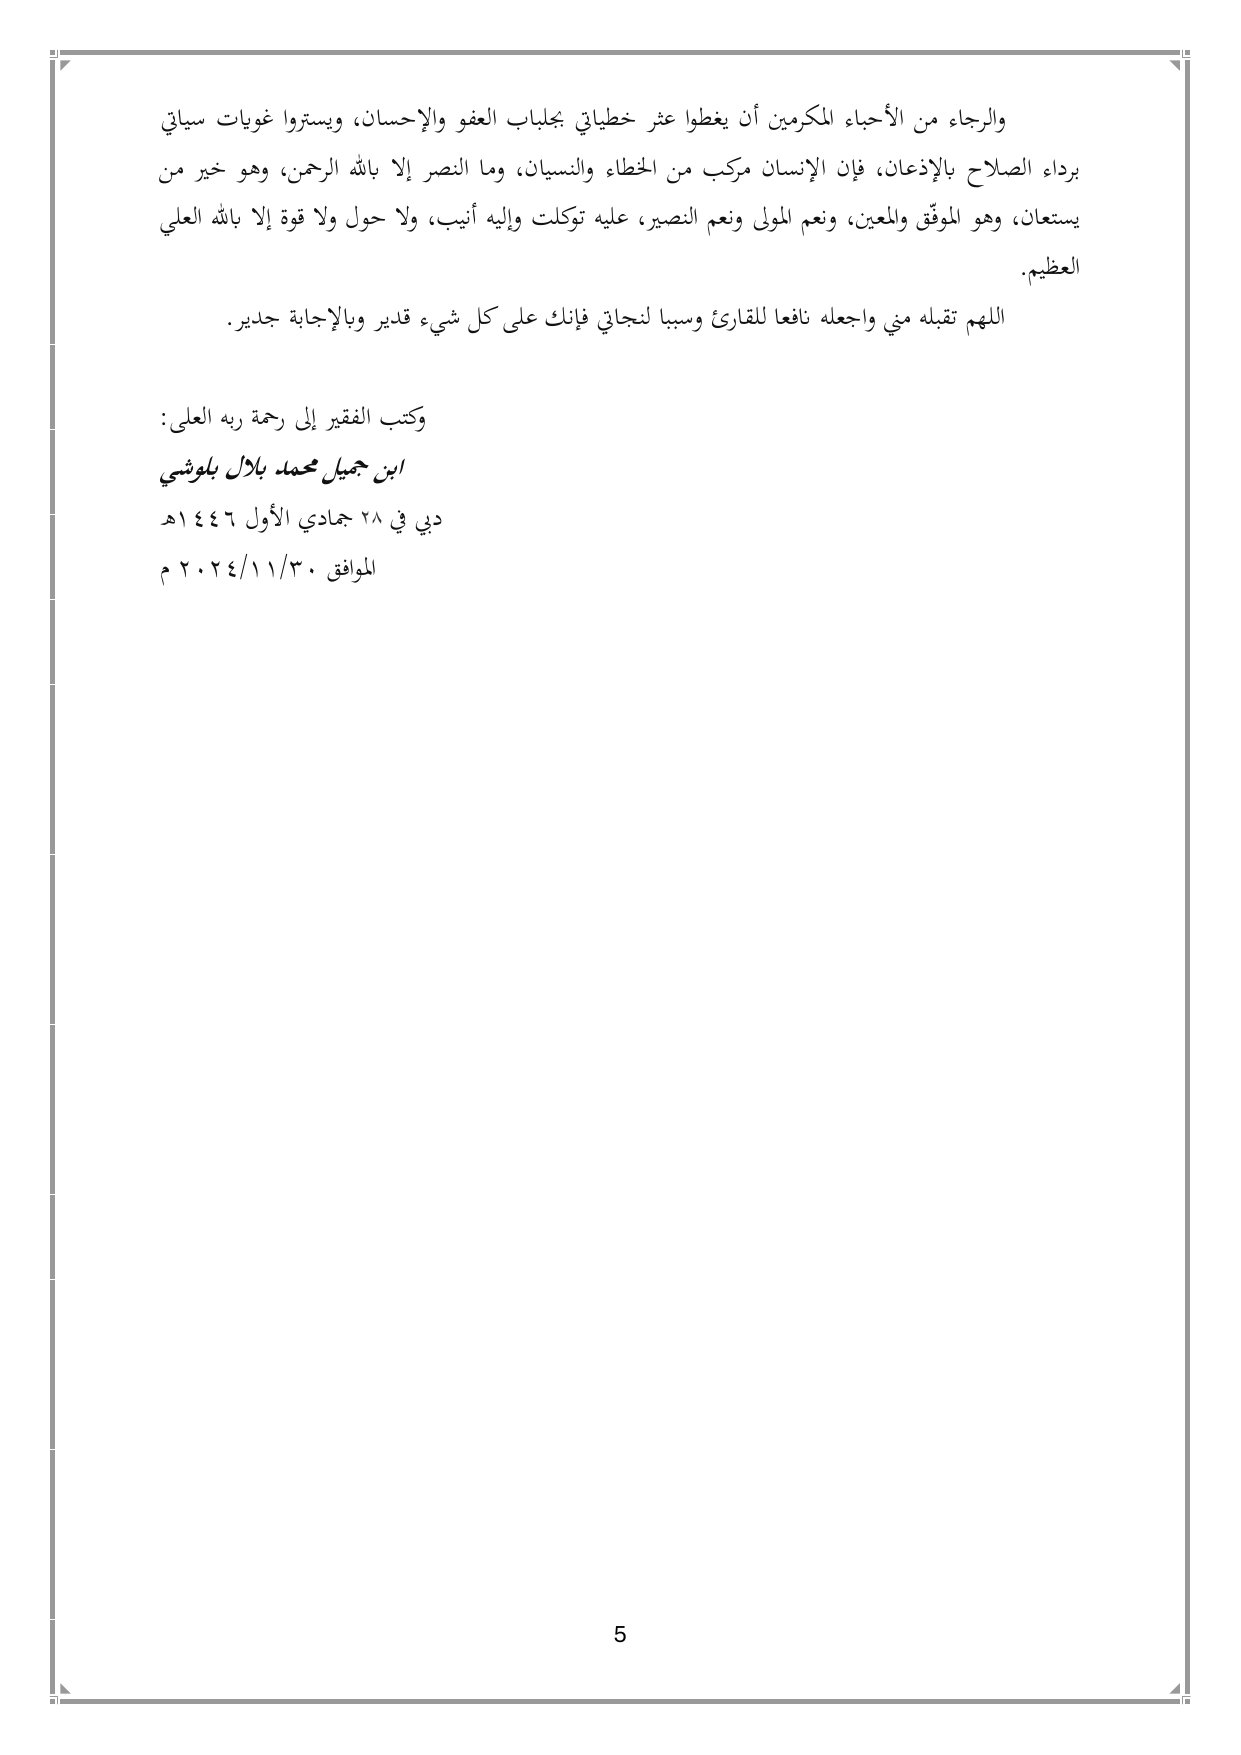 والرجاء من الأحباء المكرمين أن يغطوا عثر خطياتي بجلباب العفو والإحسان، ويستروا غويات سياتي
برداء الصلاح بالإذعان، فإن الإنسان مركب من الخطاء والنسيان، وما النصر إلا بالله الرحمن، وهو خير من
يستعان، وهو الموفّق والمعين، ونعم المولى ونعم النصير، عليه توكلت وإليه أنيب، ولا حول ولا قوة إلا بالله العلي
العظيم.
اللهم تقبله مني واجعله نافعا للقارئ وسببا لنجاتي فإنك على كل شيء قدير وبالإجابة جدير.
وكتب الفقير إلى رحمة ربه العلى:
ابن جميل محمد بلال بلوشي
دبي في ٢٨ جمادي الأول ١٤٤٦هـ
الموافق ٢٠٢٤/١١/٣٠ م
5